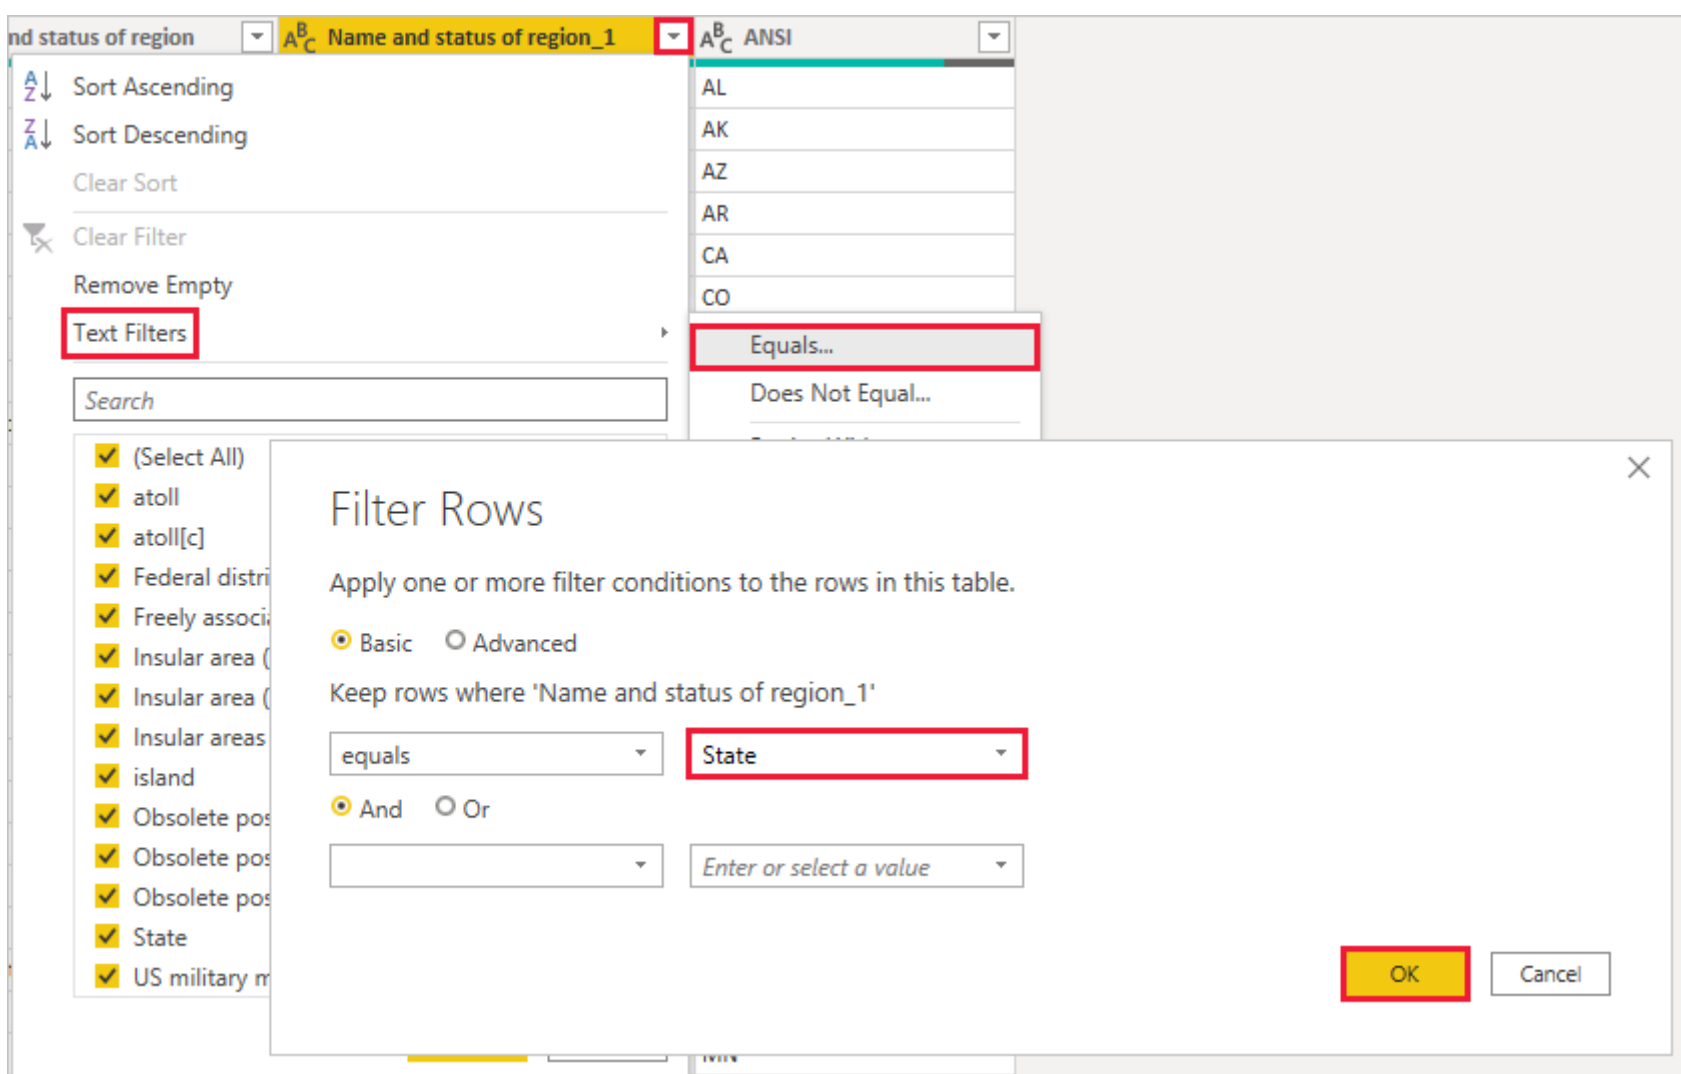 nd status of region
ABC Name and status of region_1
ABC ANSI
Sort Ascending
Sort Descending
Clear Sort
Clear Filter
Remove Empty
Text Filters
Search
(Select All)
atoll
atoll[c]
Federal distri
Freely associ
Insular area (
Insular area (
Insular areas
island
Obsolete pos
Obsolete pos
Obsolete pos
State
US military m
AL
AK
AZ
AR
CA
CO
Equals...
Does Not Equal...
Filter Rows
Apply one or more filter conditions to the rows in this table.
Basic Advanced
Keep rows where 'Name and status of region_1'
equals State
And Or
Enter or select a value
OK Cancel
MN